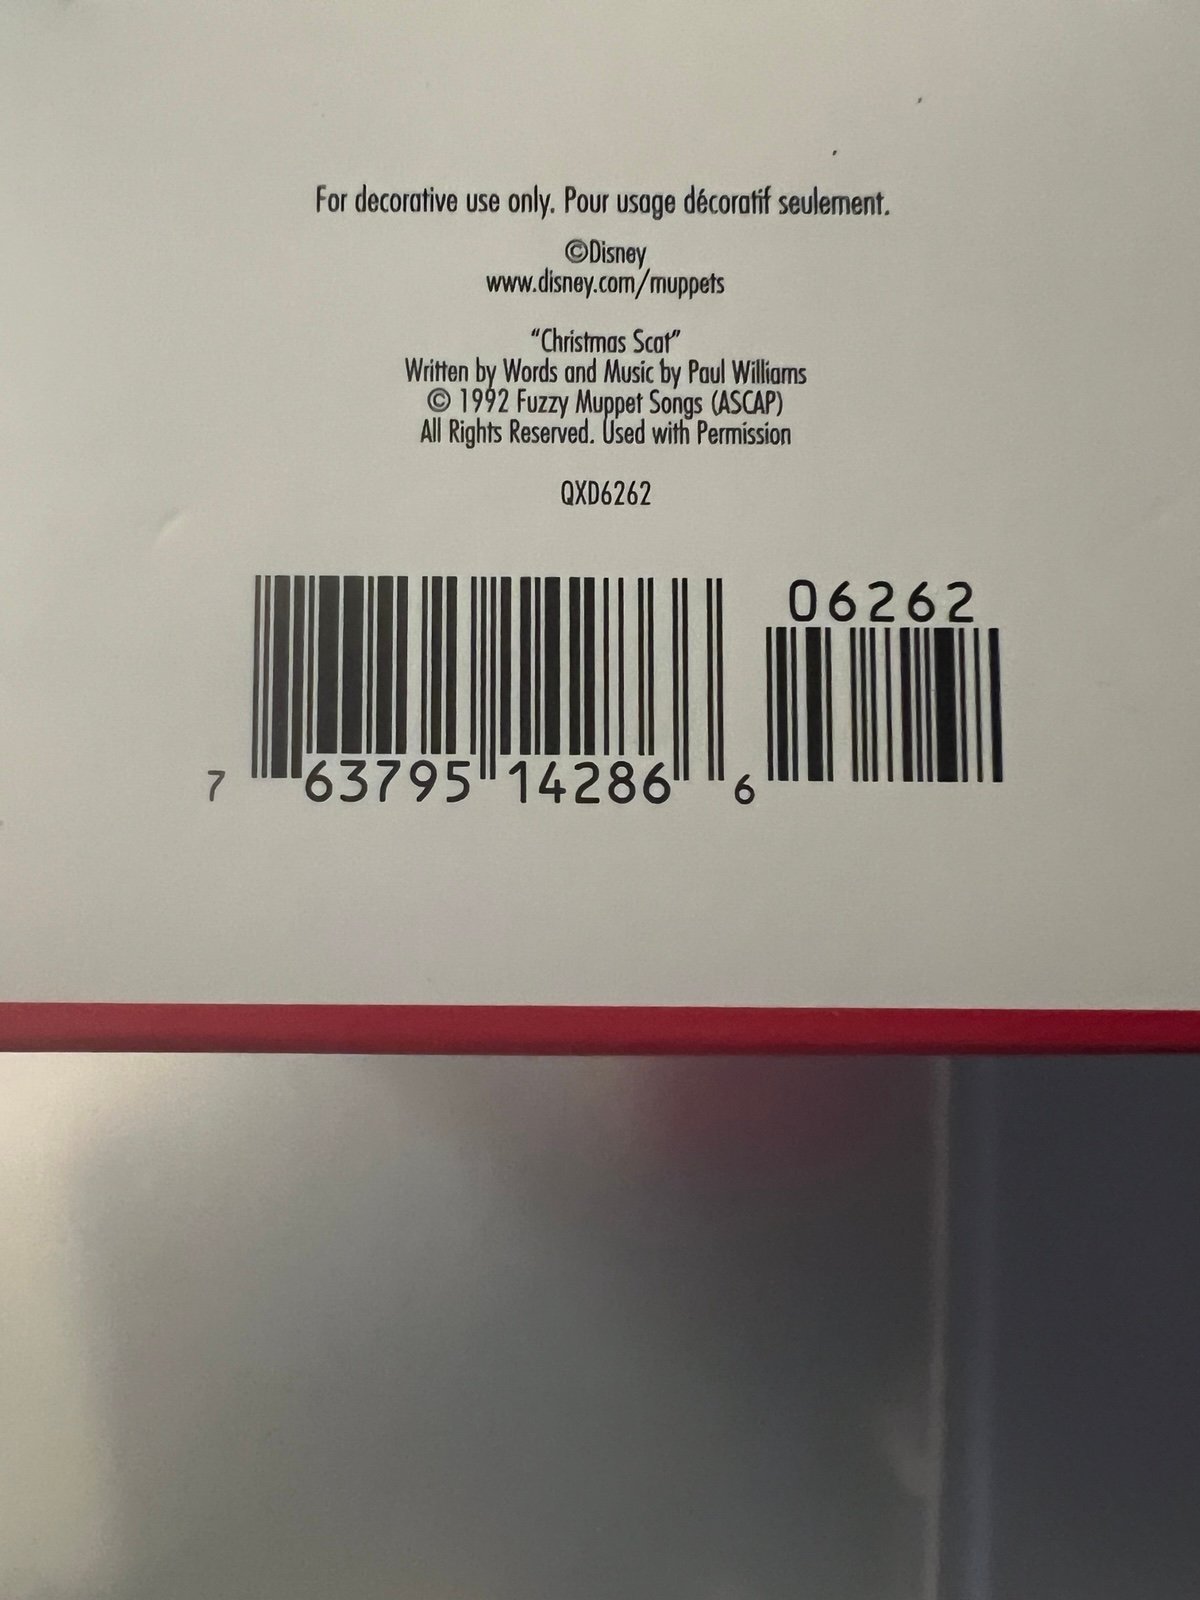 For decorative use only. Pour usage décoratif seulement.
©Disney
www.disney.com/muppets
“Christmas Scat”
Written by Words and Music by Paul Williams
© 1992 Fuzzy Muppet Songs (ASCAP)
All Rights Reserved. Used with Permission
QXD6262
06262
7 63795 14286 6